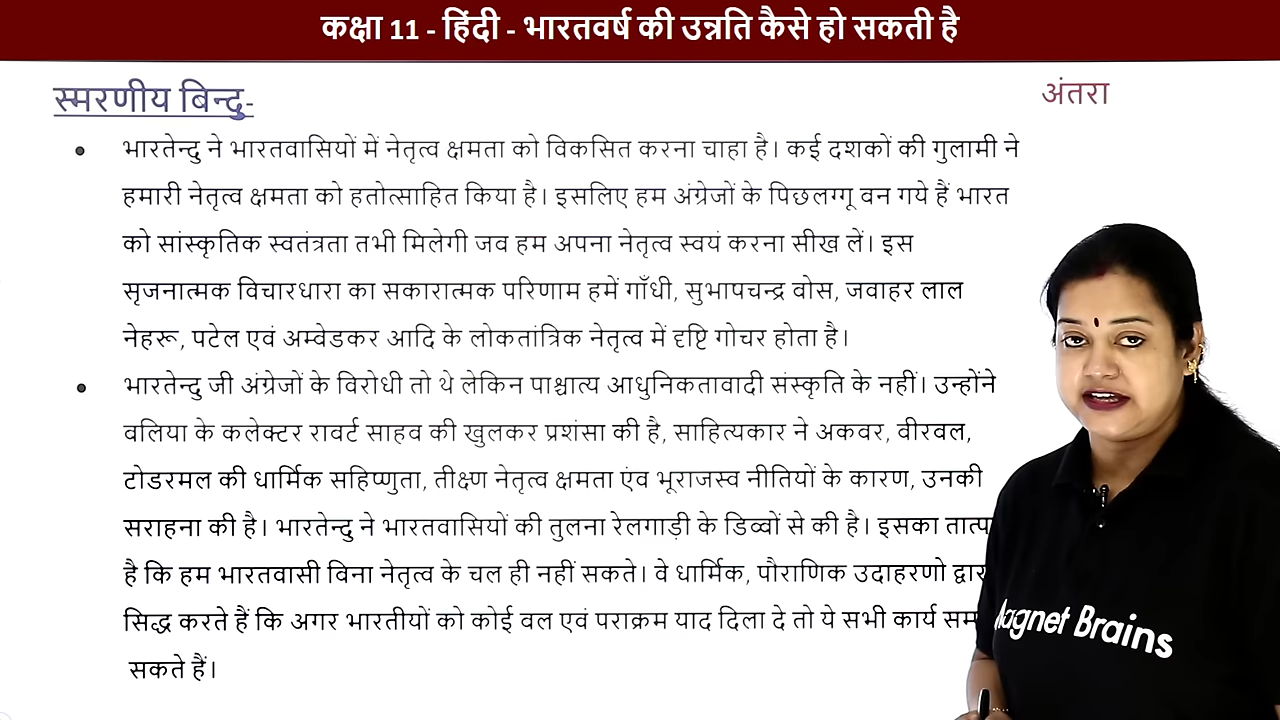 कक्षा 11 - हिंदी - भारतवर्ष की उन्नति कैसे हो सकती है
स्मरणीय बिन्दु-
अंतरा
• भारतेन्दु ने भारतवासियों में नेतृत्व क्षमता को विकसित करना चाहा है। कई दशकों की गुलामी ने
हमारी नेतृत्व क्षमता को हतोत्साहित किया है। इसलिए हम अंग्रेजों के पिछलग्गू वन गये हैं भारत
को सांस्कृतिक स्वतंत्रता तभी मिलेगी जव हम अपना नेतृत्व स्वयं करना सीख लें। इस
सृजनात्मक विचारधारा का सकारात्मक परिणाम हमें गाँधी, सुभापचन्द्र वोस, जवाहर लाल
नेहरू, पटेल एवं अम्वेडकर आदि के लोकतांत्रिक नेतृत्व में दृष्टि गोचर होता है।
• भारतेन्दु जी अंग्रेजों के विरोधी तो थे लेकिन पाश्चात्य आधुनिकतावादी संस्कृति के नहीं। उन्होंने
वलिया के कलेक्टर रावर्ट साहव की खुलकर प्रशंसा की है, साहित्यकार ने अकवर, वीरवल,
टोडरमल की धार्मिक सहिष्णुता, तीक्ष्ण नेतृत्व क्षमता एंव भूराजस्व नीतियों के कारण, उनकी
सराहना की है। भारतेन्दु ने भारतवासियों की तुलना रेलगाड़ी के डिव्वों से की है। इसका तात्प
है कि हम भारतवासी विना नेतृत्व के चल ही नहीं सकते। वे धार्मिक, पौराणिक उदाहरणो द्वार
सिद्ध करते हैं कि अगर भारतीयों को कोई वल एवं पराक्रम याद दिला दे तो ये सभी कार्य सम
सकते हैं।
Magnet Brains